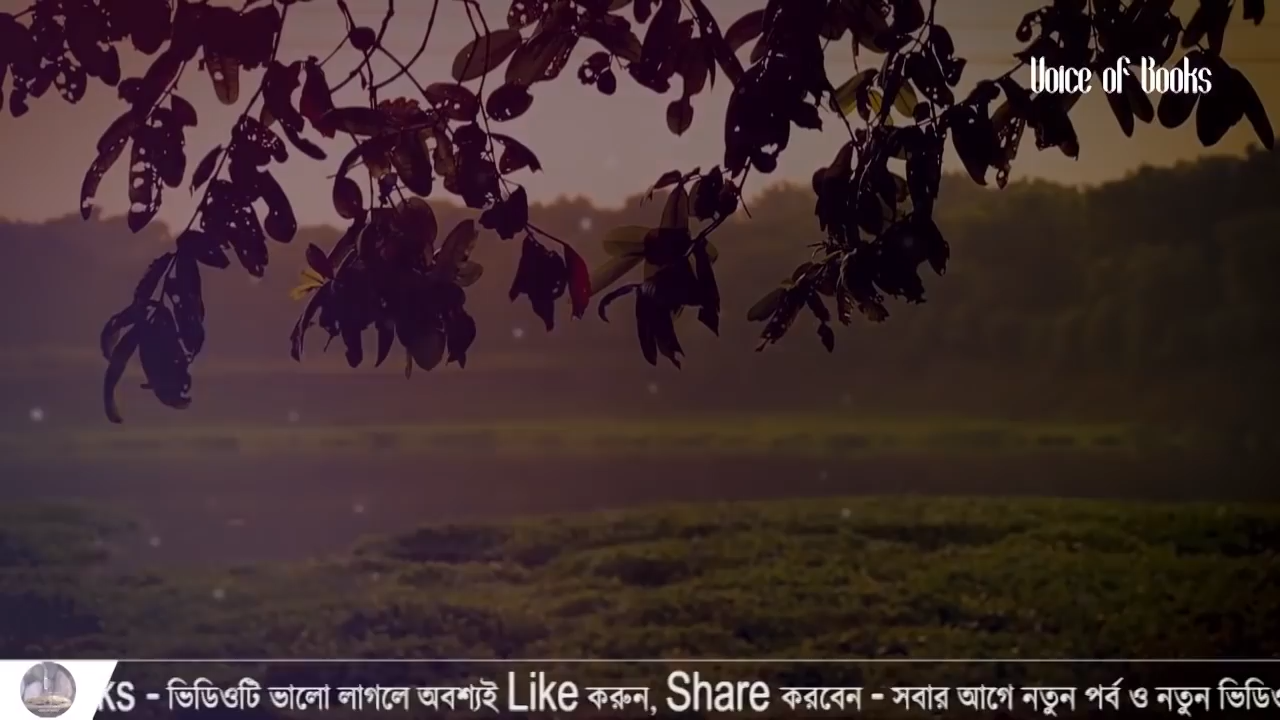 Voice of Books
ks - ভিডিওটি ভালো লাগলে অবশ্যই Like করুন, Share করবেন - সবার আগে নতুন পর্ব ও নতুন ভিডি